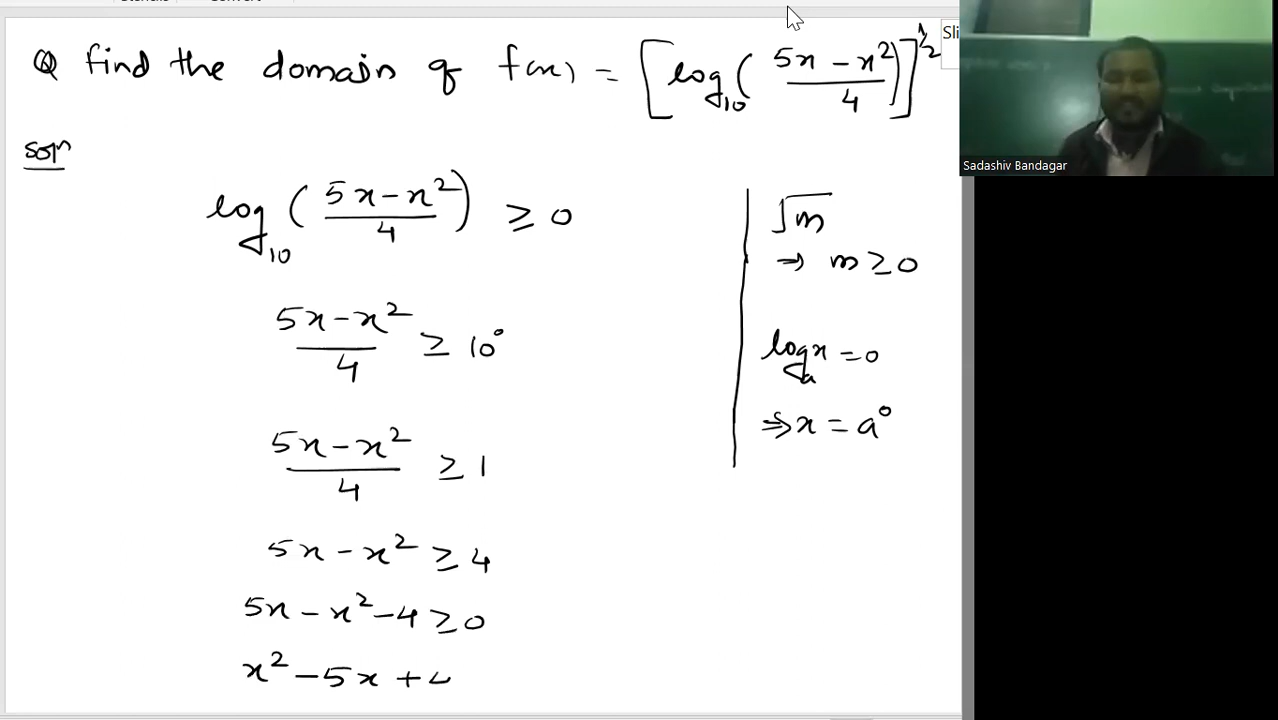 Q find the domain of f(x) = [log₁₀(5x - x²/4)]^½
Sli
Soln
Sadashiv Bandagar
log₁₀(5x - x²/4) ≥ 0
5x - x²/4 ≥ 10⁰
5x - x²/4 ≥ 1
5x - x² ≥ 4
5x - x² - 4 ≥ 0
x² - 5x + 4
√m
⇒ m ≥ 0
logₐx = 0
⇒ x = a⁰